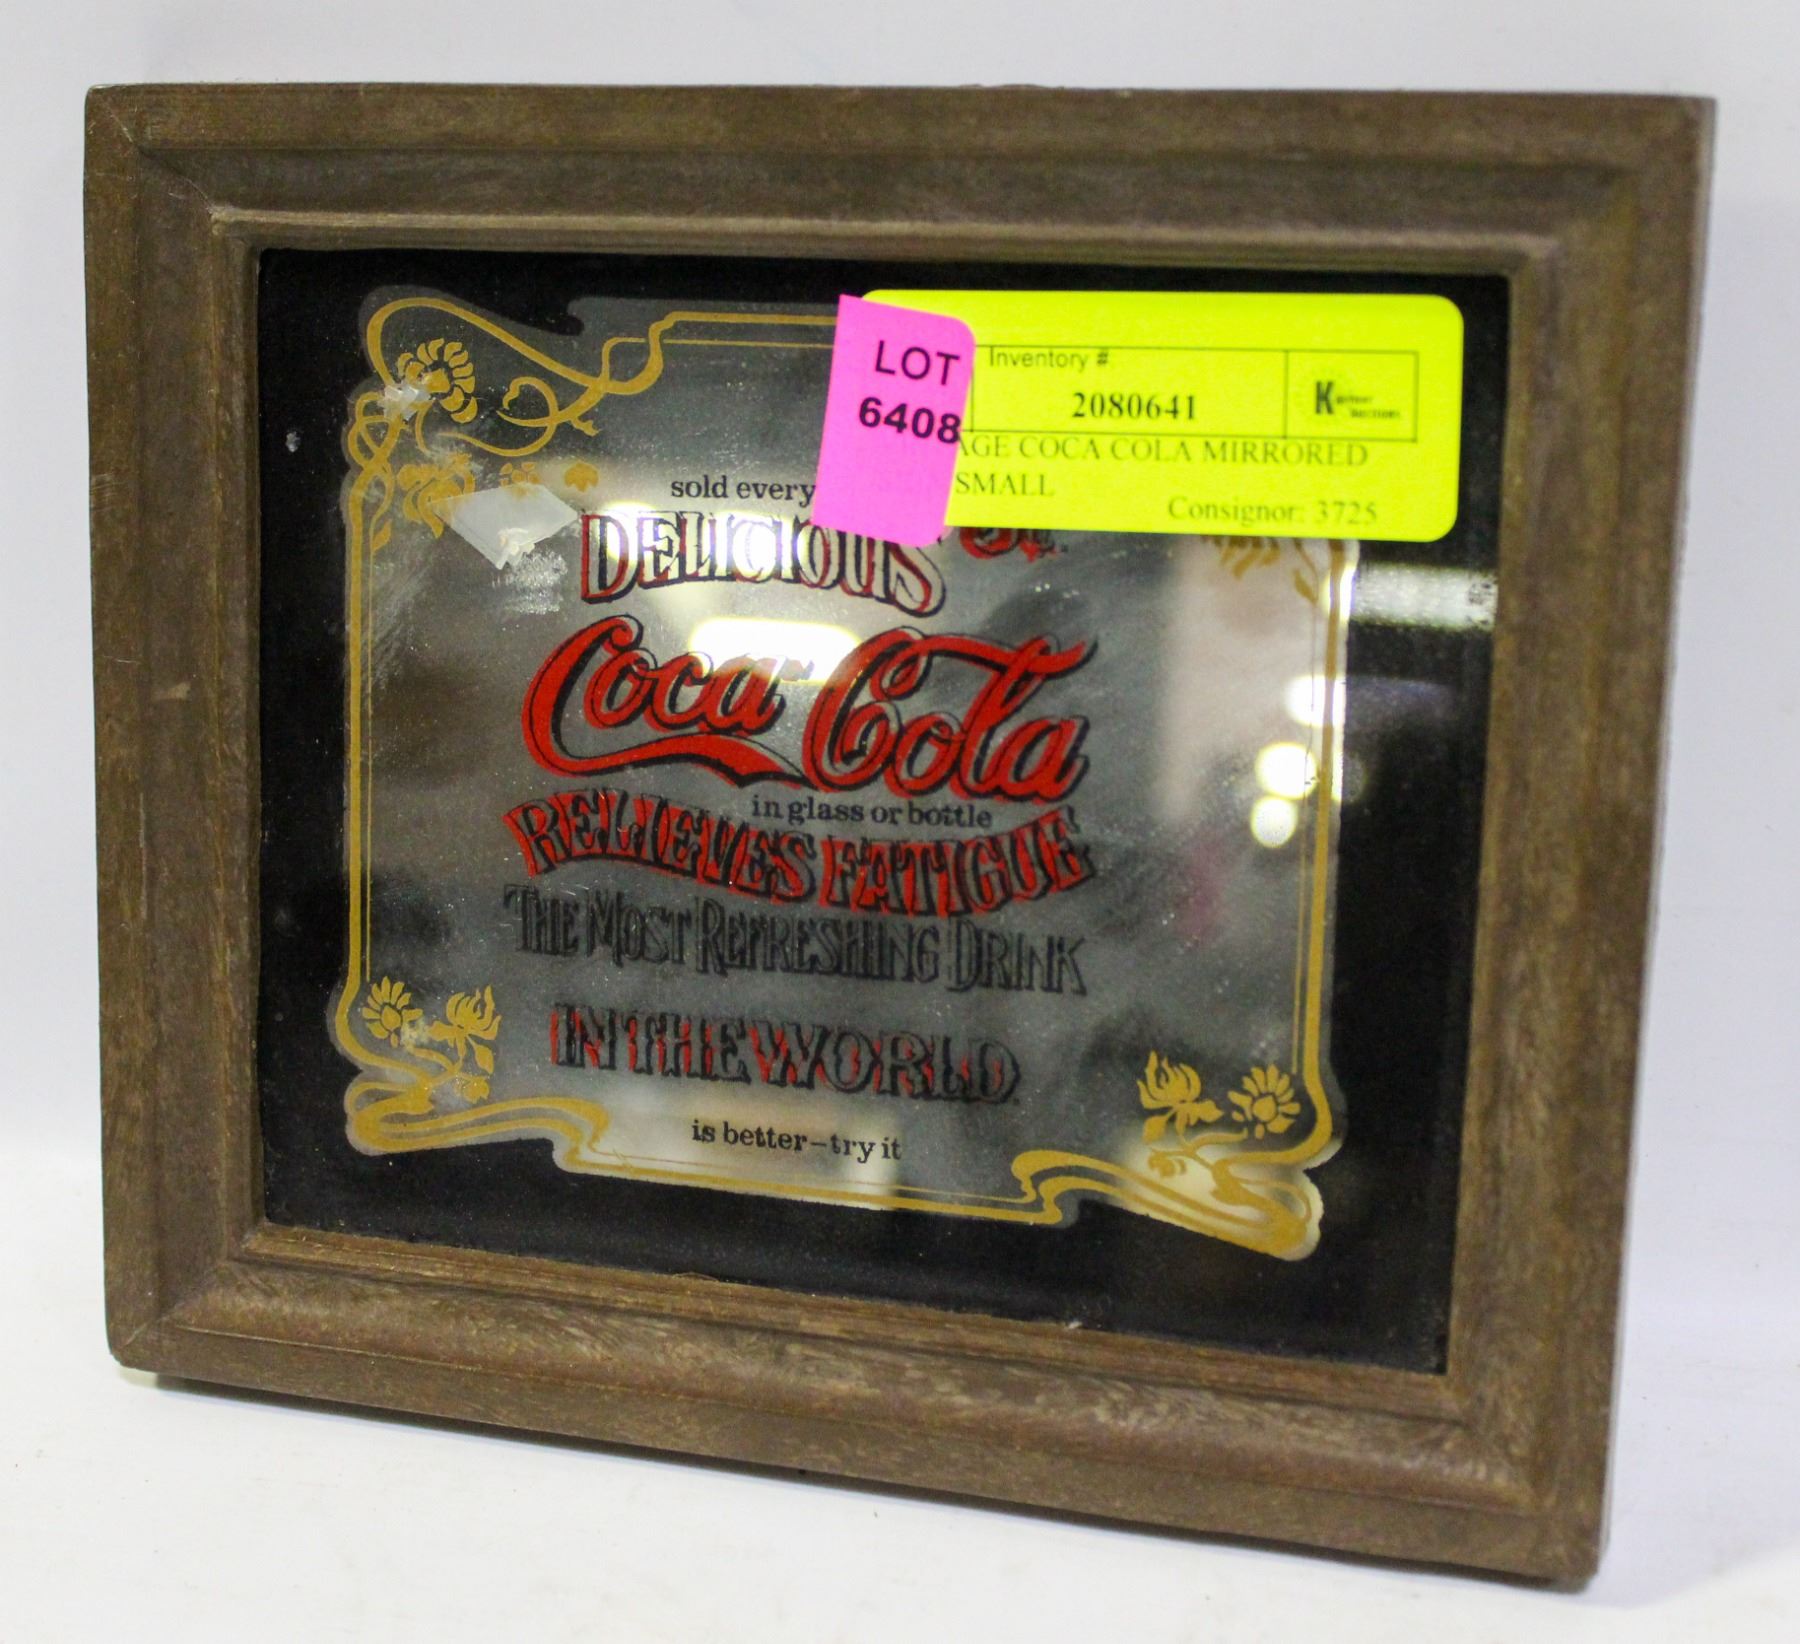 LOT
6408
Inventory #:
2080641
COCA COLA MIRRORED
SMALL
Consignor: 3725
sold every
5¢.
DELICIOUS
Coca Cola
in glass or bottle
RELIEVES FATIGUE
THE MOST REFRESHING DRINK
IN THE WORLD
is better-try it